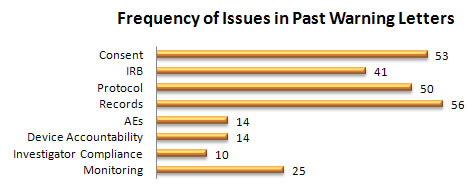 Frequency of Issues in Past Warning Letters
Consent 53
IRB 41
Protocol 50
Records 56
AEs 14
Device Accountability 14
Investigator Compliance 10
Monitoring 25